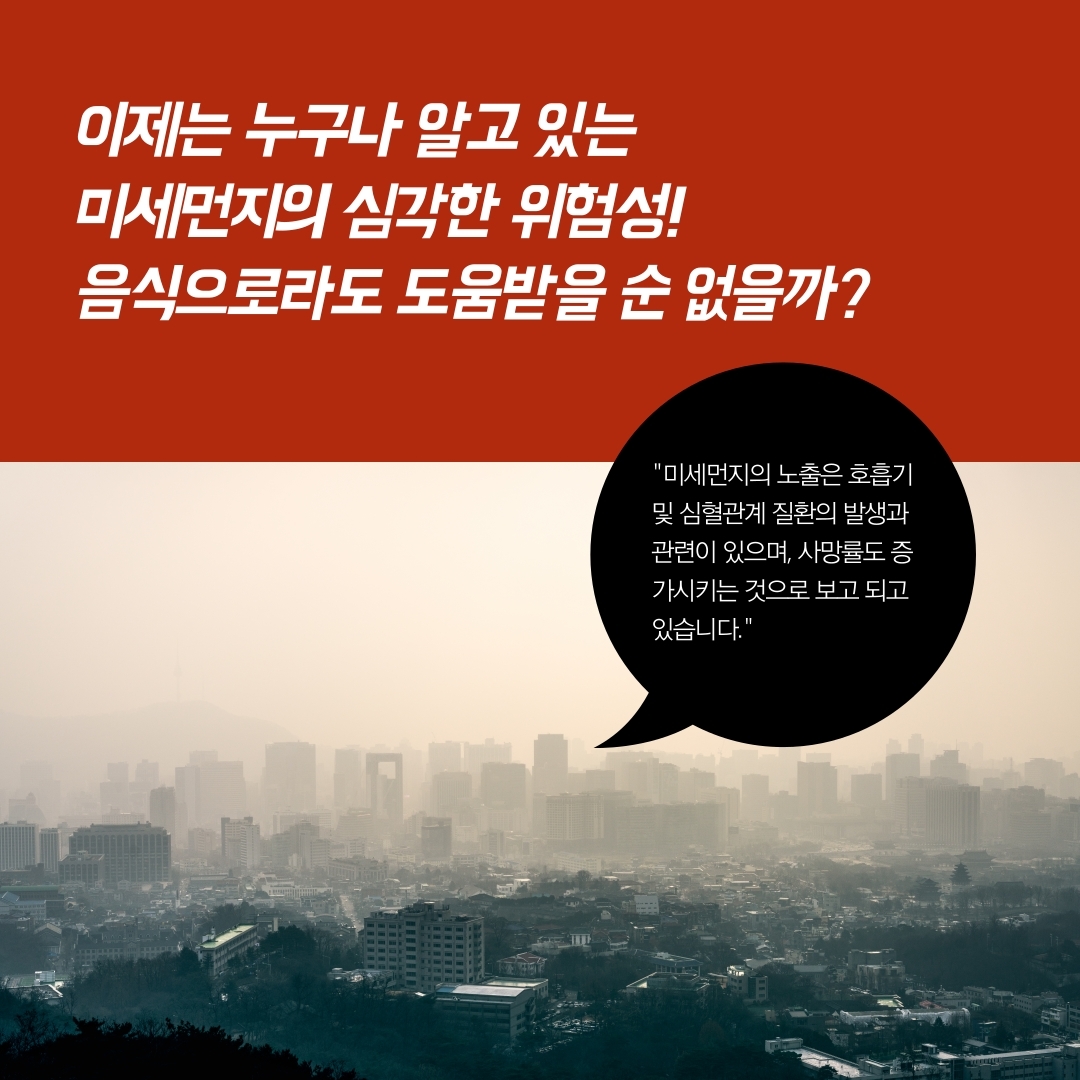 이제는 누구나 알고 있는
미세먼지의 심각한 위험성!
음식으로라도 도움받을 순 없을까?
"미세먼지의 노출은 호흡기
및 심혈관계 질환의 발생과
관련이 있으며, 사망률도 증
가시키는 것으로 보고 되고
있습니다."